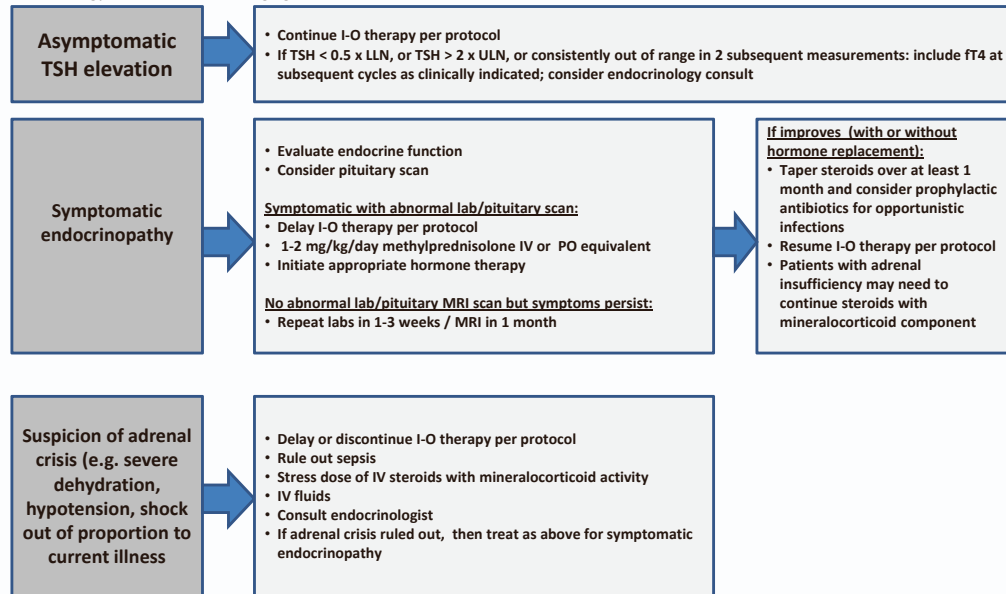 Asymptomatic
TSH elevation
• Continue I-O therapy per protocol
• If TSH < 0.5 x LLN, or TSH > 2 x ULN, or consistently out of range in 2 subsequent measurements: include fT4 at
subsequent cycles as clinically indicated; consider endocrinology consult
Symptomatic
endocrinopathy
• Evaluate endocrine function
• Consider pituitary scan
Symptomatic with abnormal lab/pituitary scan:
• Delay I-O therapy per protocol
• 1-2 mg/kg/day methylprednisolone IV or PO equivalent
• Initiate appropriate hormone therapy
No abnormal lab/pituitary MRI scan but symptoms persist:
• Repeat labs in 1-3 weeks / MRI in 1 month
If improves (with or without
hormone replacement):
• Taper steroids over at least 1
month and consider prophylactic
antibiotics for opportunistic
infections
• Resume I-O therapy per protocol
• Patients with adrenal
insufficiency may need to
continue steroids with
mineralocorticoid component
Suspicion of adrenal
crisis (e.g. severe
dehydration,
hypotension, shock
out of proportion to
current illness
• Delay or discontinue I-O therapy per protocol
• Rule out sepsis
• Stress dose of IV steroids with mineralocorticoid activity
• IV fluids
• Consult endocrinologist
• If adrenal crisis ruled out, then treat as above for symptomatic
endocrinopathy